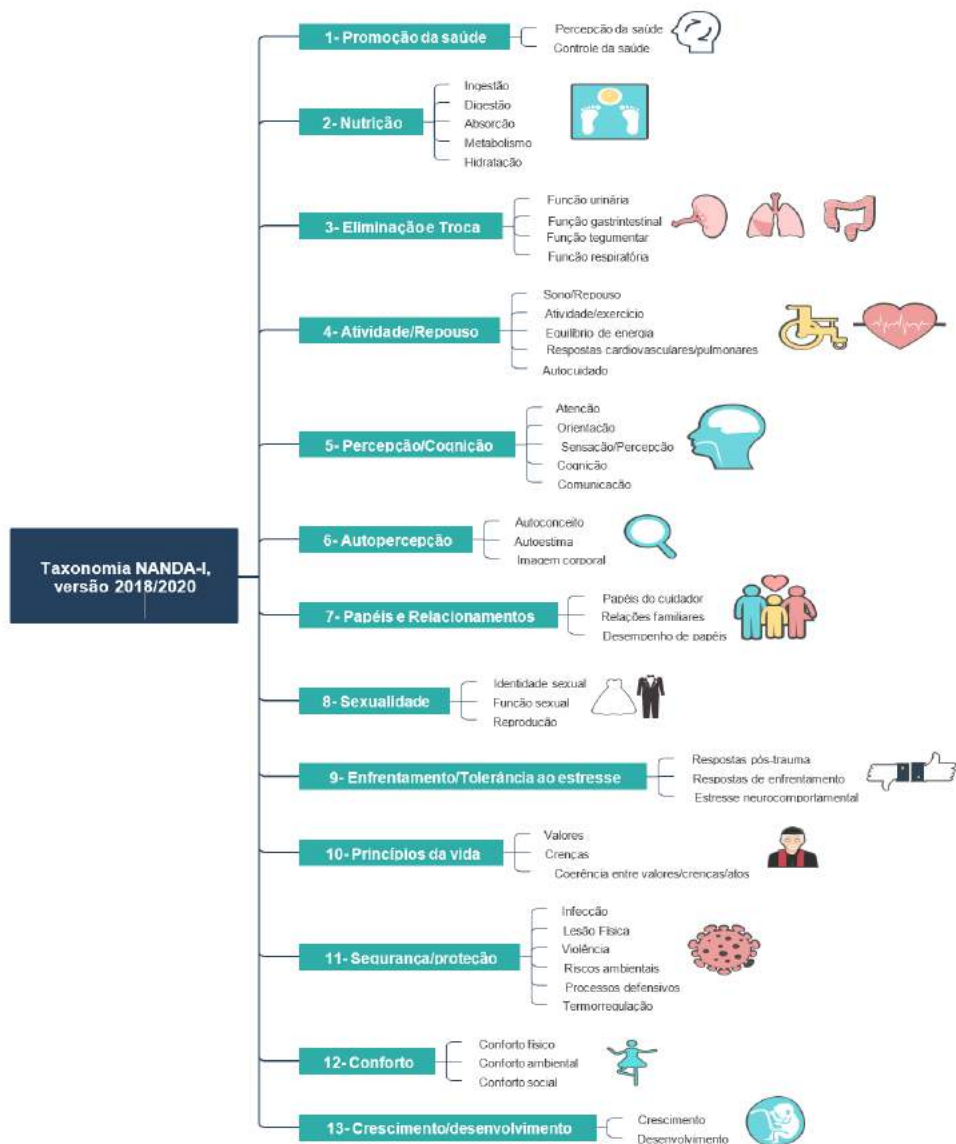 1- Promoção da saúde
Percepção da saúde
Controle da saúde
2- Nutrição
Ingestão
Digestão
Absorção
Metabolismo
Hidratação
3- Eliminação e Troca
Função urinária
Função gastrintestinal
Função tegumentar
Função respiratória
4- Atividade/Repouso
Sono/Repouso
Atividade/exercício
Equilíbrio de energia
Respostas cardiovasculares/pulmonares
Autocuidado
5- Percepção/Cognição
Atenção
Orientação
Sensação/Percepção
Cognição
Comunicação
Taxonomia NANDA-I,
versão 2018/2020
6- Autopercepção
Autoconceito
Autoestima
Imagem corporal
7- Papéis e Relacionamentos
Papéis do cuidador
Relações familiares
Desempenho de papéis
8- Sexualidade
Identidade sexual
Função sexual
Reprodução
9- Enfrentamento/Tolerância ao estresse
Respostas pós-trauma
Respostas de enfrentamento
Estresse neurocomportamental
10- Princípios da vida
Valores
Crenças
Coerência entre valores/crenças/atos
11- Segurança/proteção
Infecção
Lesão Física
Violência
Riscos ambientais
Processos defensivos
Termorregulação
12- Conforto
Conforto físico
Conforto ambiental
Conforto social
13- Crescimento/desenvolvimento
Crescimento
Desenvolvimento